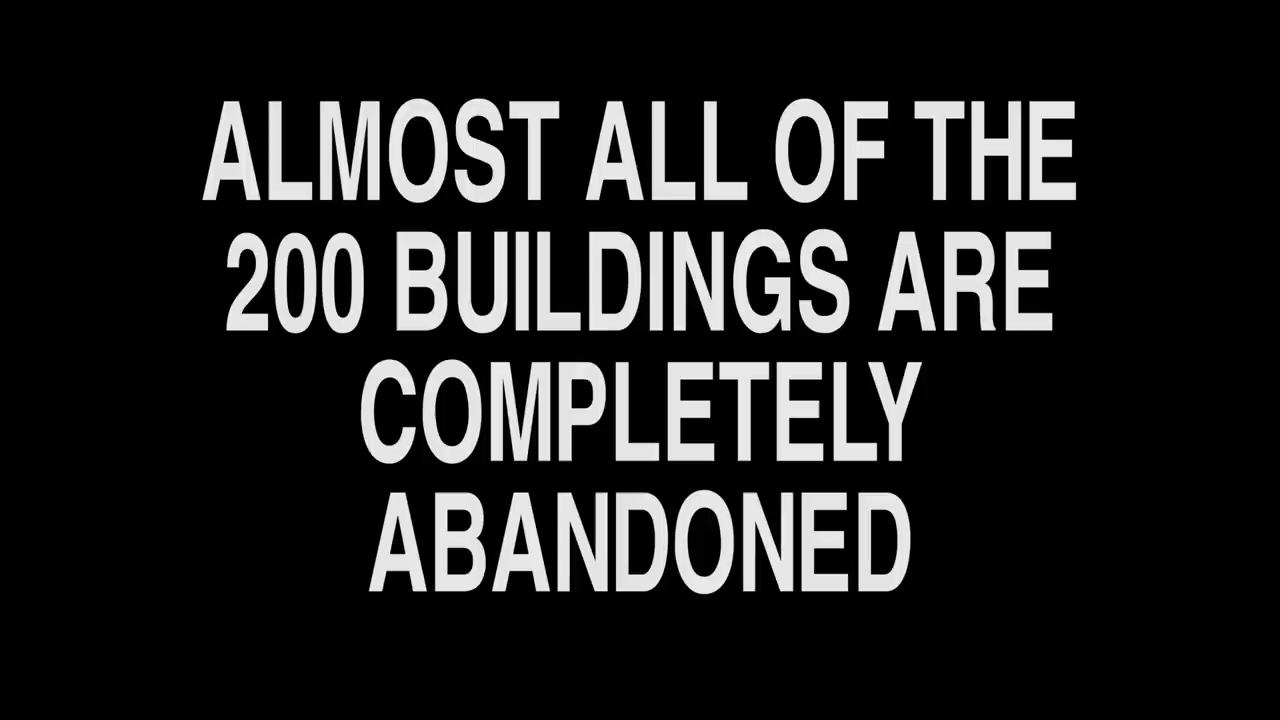 ALMOST ALL OF THE
200 BUILDINGS ARE
COMPLETELY
ABANDONED